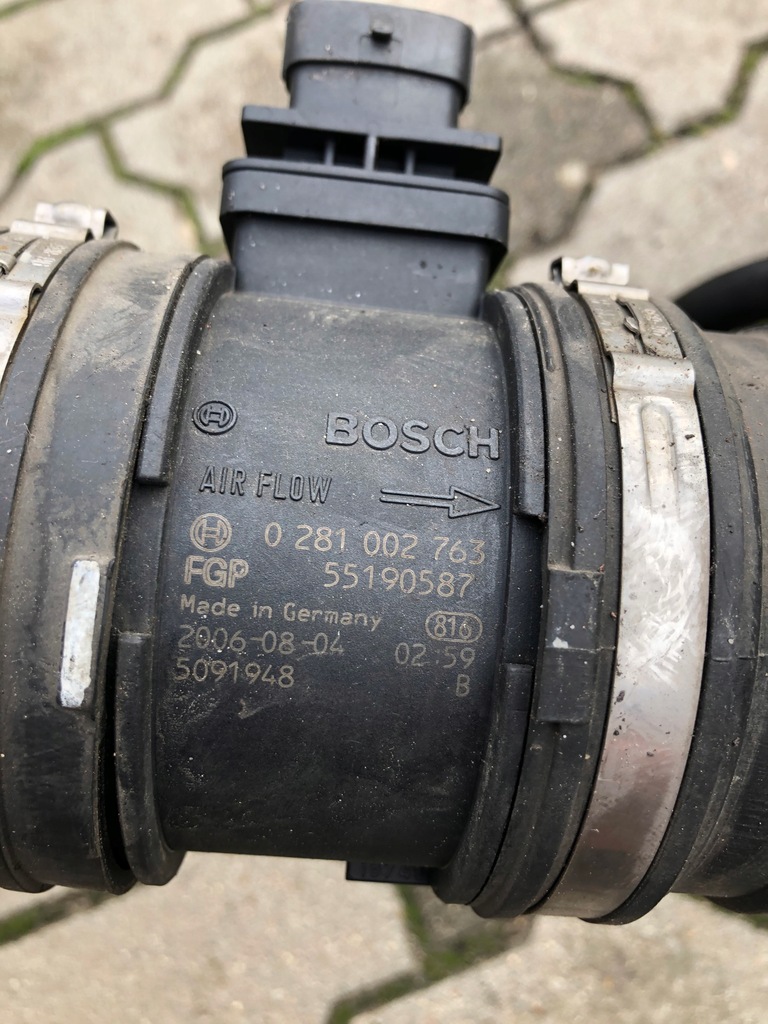 BOSCH
AIR FLOW
0 281 002 763
FGP 55190587
Made in Germany 816
2006-08-04 02:59
5091948 B